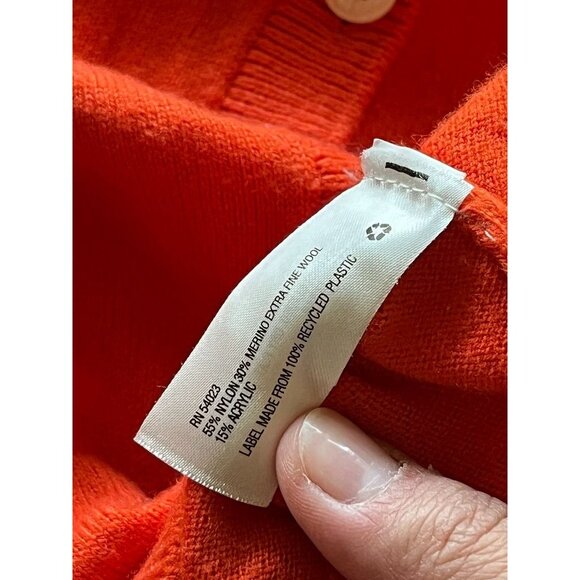 RN 54023
55% NYLON 30% MERINO EXTRA FINE WOOL
15% ACRYLIC
LABEL MADE FROM 100% RECYCLED PLASTIC